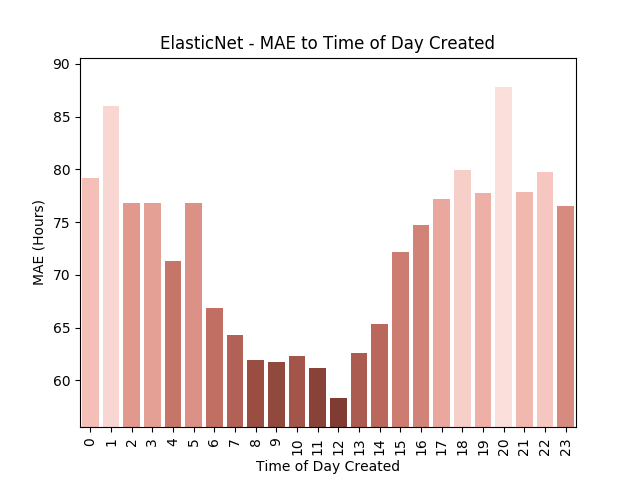 ElasticNet - MAE to Time of Day Created
90
85
80
75
70
65
60
MAE (Hours)
0 1 2 3 4 5 6 7 8 9 10 11 12 13 14 15 16 17 18 19 20 21 22 23
Time of Day Created